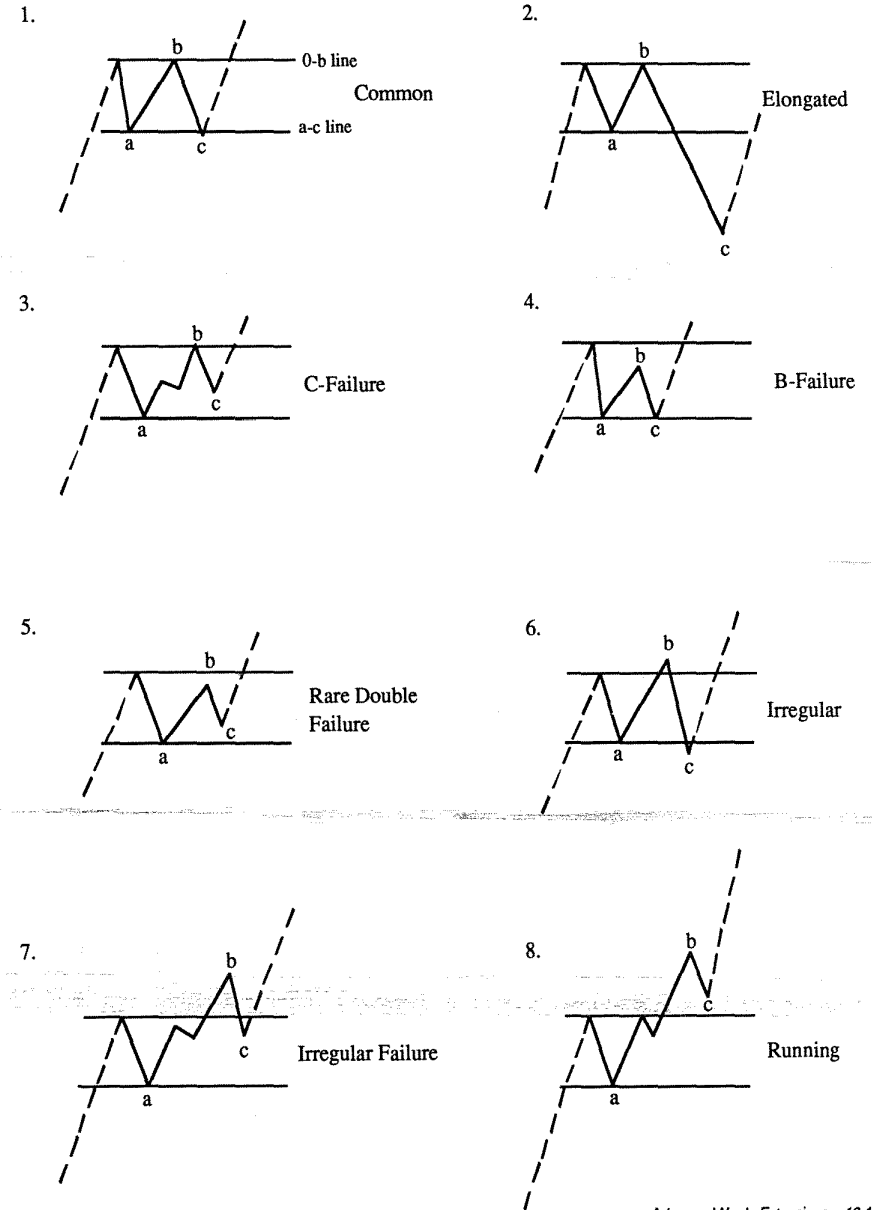 1.
b
0-b line
Common
a-c line
a
c
2.
b
Elongated
a
c
3.
b
C-Failure
c
a
4.
b
B-Failure
a
c
5.
b
Rare Double
Failure
c
a
6.
b
Irregular
a
c
7.
b
c
Irregular Failure
a
8.
b
c
Running
a